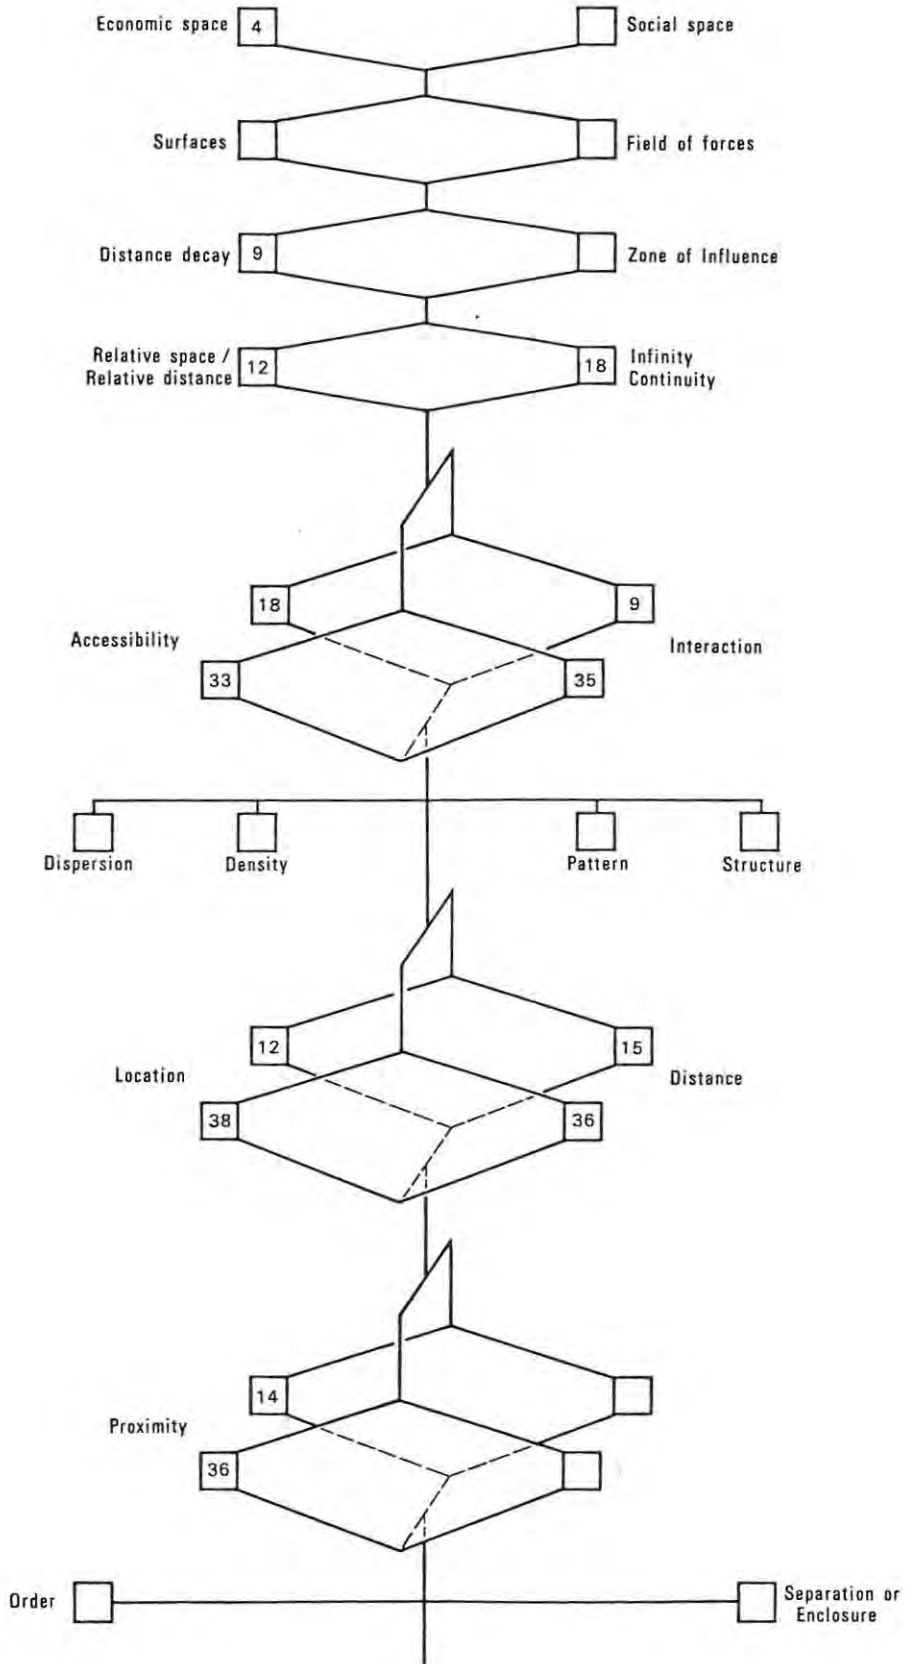 Economic space 4 Social space
Surfaces Field of forces
Distance decay 9 Zone of Influence
Relative space /
Relative distance 12 18 Infinity
Continuity
18 9
Accessibility Interaction
33 35
Dispersion Density Pattern Structure
12 15
Location Distance
38 36
14
Proximity
36
Order Separation or
Enclosure